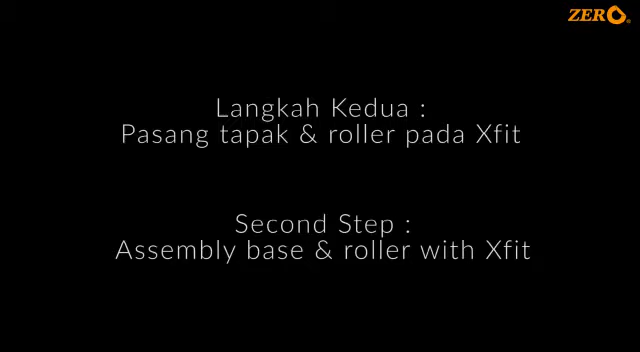 ZERO
Langkah Kedua :
Pasang tapak & roller pada Xfit
Second Step :
Assembly base & roller with Xfit